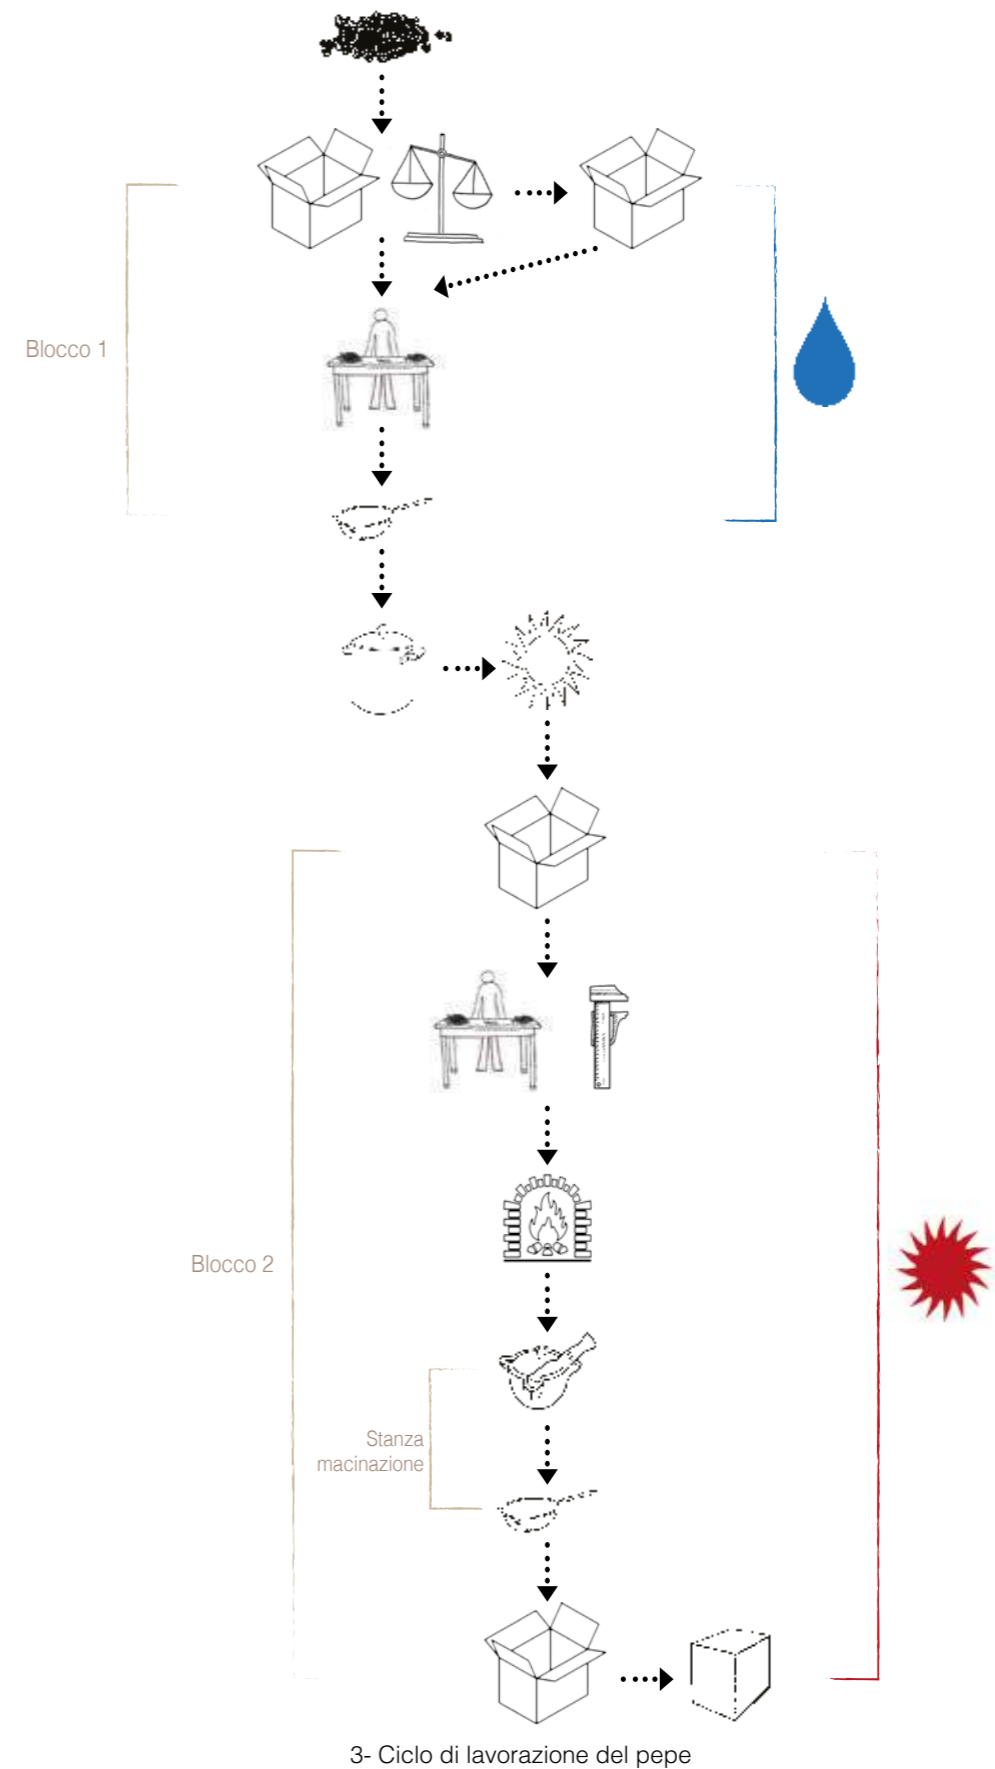 Blocco 1
Blocco 2
Stanza
macinazione
3- Ciclo di lavorazione del pepe